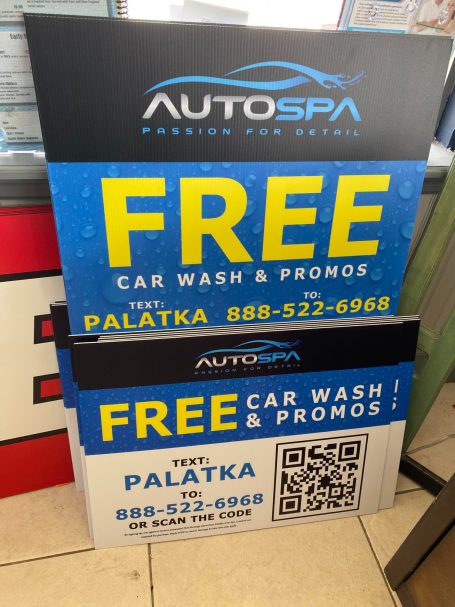 AUTOSPA
PASSION FOR DETAIL
FREE
CAR WASH & PROMOS
TEXT: TO:
PALATKA 888-522-6968
AUTOSPA
PASSION FOR DETAIL
FREE CAR WASH
& PROMOS
TEXT:
PALATKA
TO:
888-522-6968
OR SCAN THE CODE